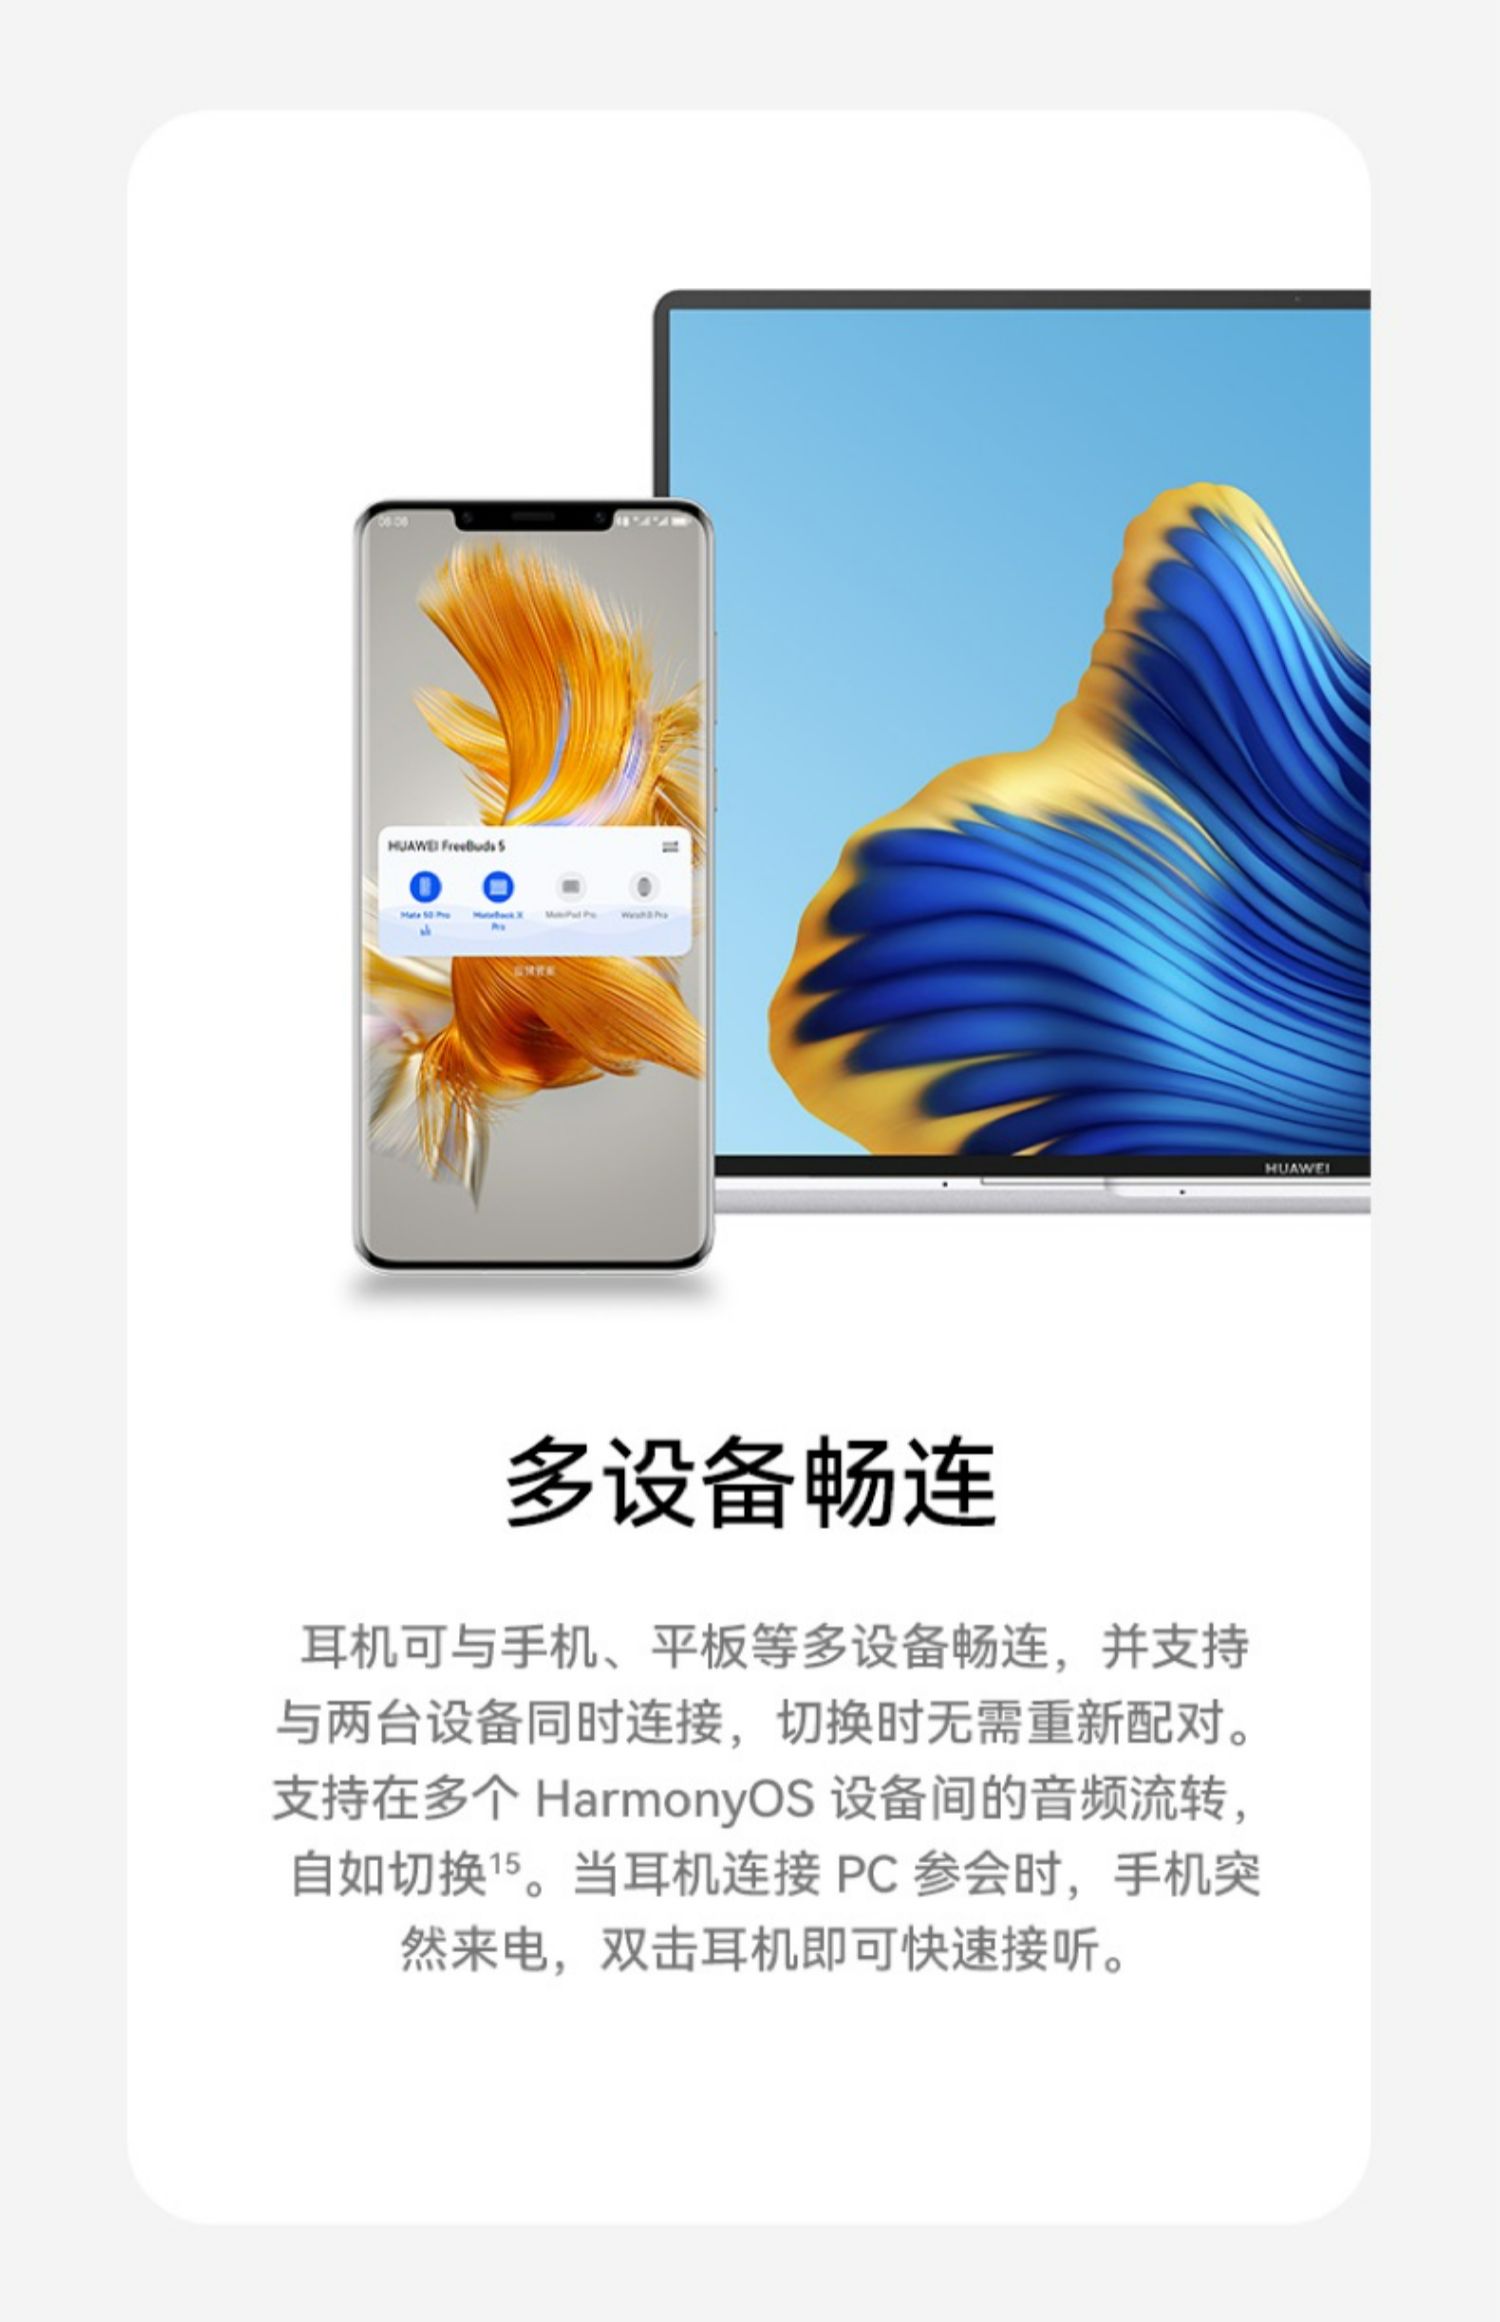 08:08
HUAWEI FreeBuds 5
Mate 50 Pro
MateBook X
Pro
MatePad Pro
Watch 3 Pro
HUAWEI
多设备畅连
耳机可与手机、平板等多设备畅连，并支持
与两台设备同时连接，切换时无需重新配对。
支持在多个 HarmonyOS 设备间的音频流转，
自如切换¹⁵。当耳机连接 PC 参会时，手机突
然来电，双击耳机即可快速接听。